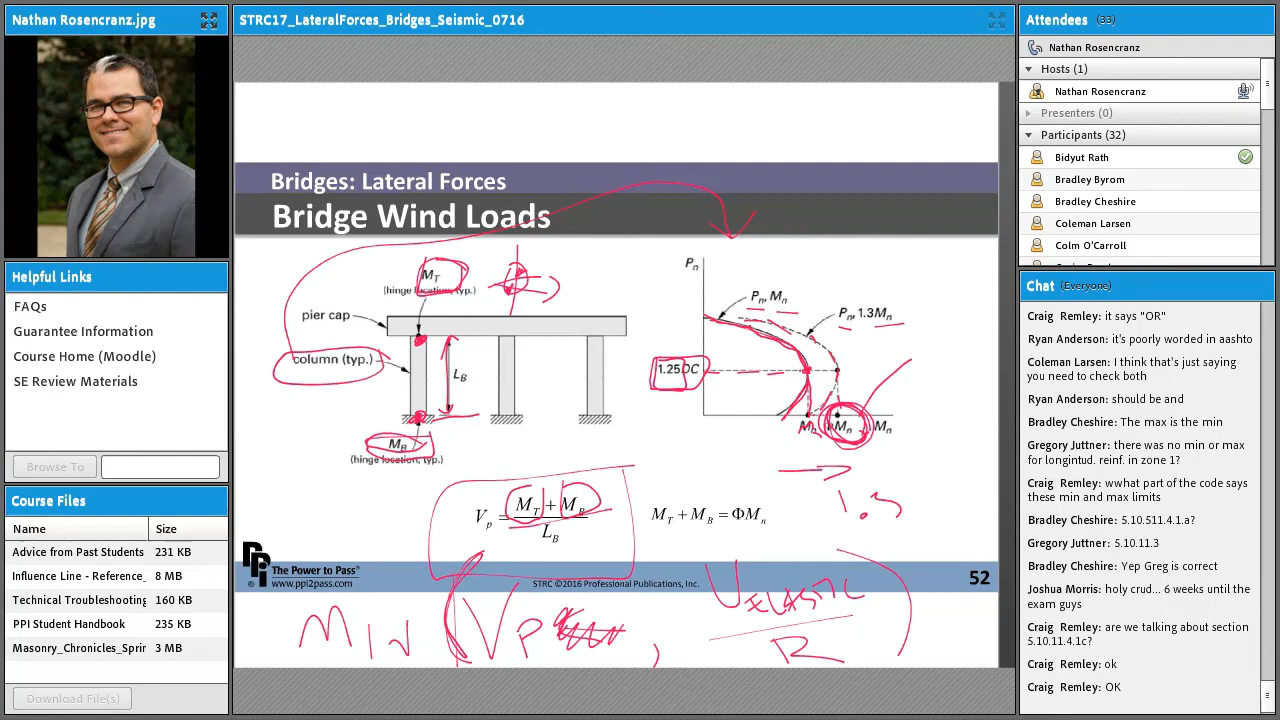 Nathan Rosencranz.jpg
Helpful Links
FAQs
Guarantee Information
Course Home (Moodle)
SE Review Materials
Browse To
Course Files
Name Size
Advice from Past Students 231 KB
Influence Line - Reference_ 8 MB
Technical Troubleshooting 160 KB
PPI Student Handbook 235 KB
Masonry_Chronicles_Sprin 3 MB
Download File(s)
STRC17_LateralForces_Bridges_Seismic_0716
Bridges: Lateral Forces
Bridge Wind Loads
M_T
(hinge location, typ.)
pier cap
column (typ.)
L_B
M_B
(hinge location, typ.)
P_n
P_n, M_n
P_n, 1.3M_n
1.25DC
M_n
M_n
V_p = (M_T + M_B) / L_B
M_T + M_B = ΦM_n
1.3
PPI The Power to Pass®
www.ppi2pass.com
STRC ©2016 Professional Publications, Inc.
52
MIN (VP , VELASTIC / R)
Attendees (33)
Nathan Rosencranz
Hosts (1)
Nathan Rosencranz
Presenters (0)
Participants (32)
Bidyut Rath
Bradley Byrom
Bradley Cheshire
Coleman Larsen
Colm O'Carroll
Chat (Everyone)
Craig Remley: it says "OR"
Ryan Anderson: it's poorly worded in aashto
Coleman Larsen: I think that's just saying
you need to check both
Ryan Anderson: should be and
Bradley Cheshire: The max is the min
Gregory Juttner: there was no min or max
for longitud. reinf. in zone 1?
Craig Remley: wwhat part of the code says
these min and max limits
Bradley Cheshire: 5.10.511.4.1.a?
Gregory Juttner: 5.10.11.3
Bradley Cheshire: Yep Greg is correct
Joshua Morris: holy crud... 6 weeks until the
exam guys
Craig Remley: are we talking about section
5.10.11.4.1c?
Craig Remley: ok
Craig Remley: OK